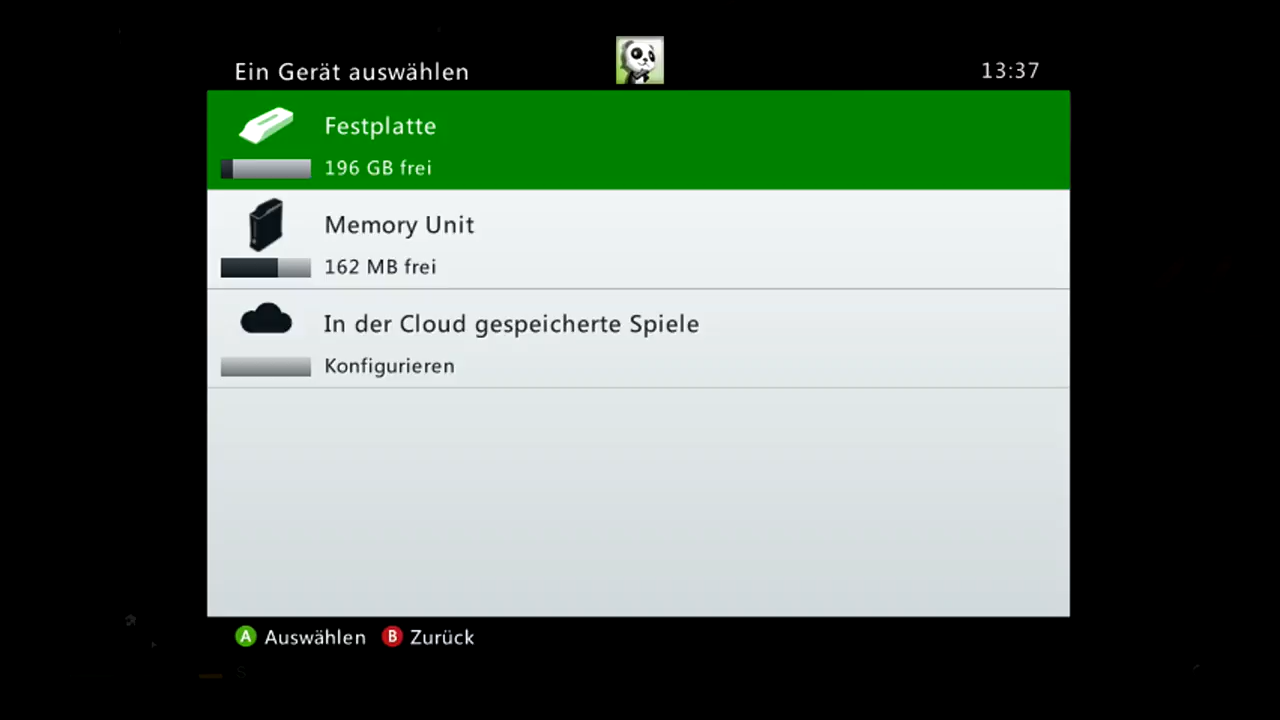 Ein Gerät auswählen
13:37
Festplatte
196 GB frei
Memory Unit
162 MB frei
In der Cloud gespeicherte Spiele
Konfigurieren
A Auswählen B Zurück